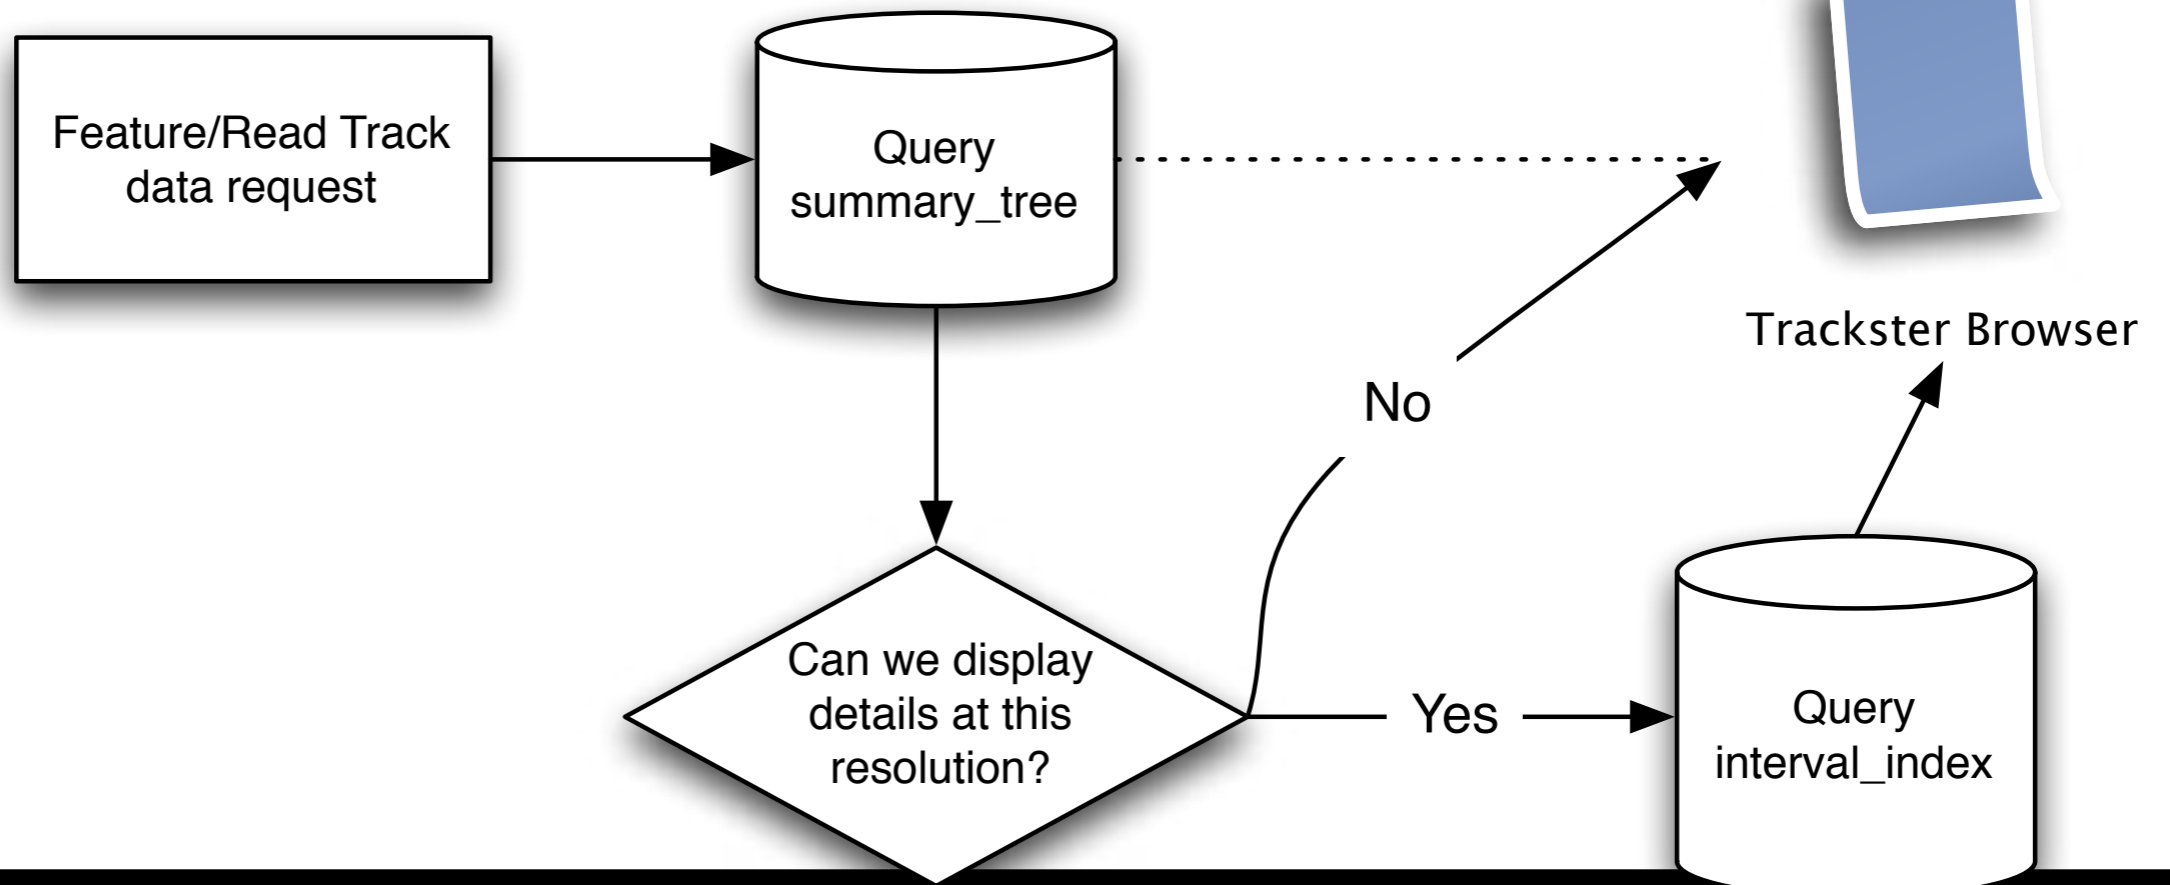 Feature/Read Track
data request
Query
summary_tree
Trackster Browser
No
Can we display
details at this
resolution?
Yes
Query
interval_index